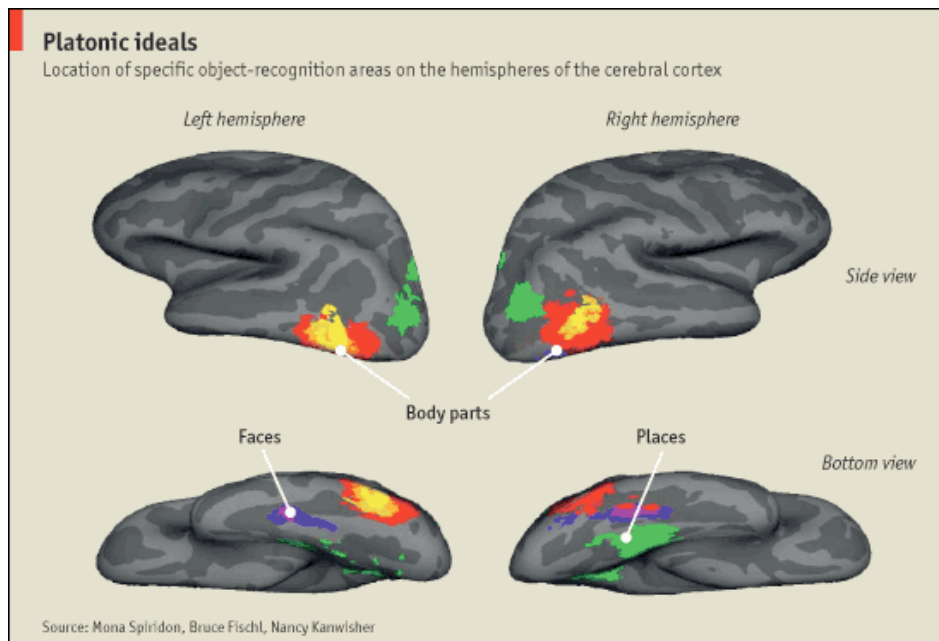 Platonic ideals
Location of specific object-recognition areas on the hemispheres of the cerebral cortex
Left hemisphere
Right hemisphere
Side view
Body parts
Faces
Places
Bottom view
Source: Mona Spiridon, Bruce Fischl, Nancy Kanwisher